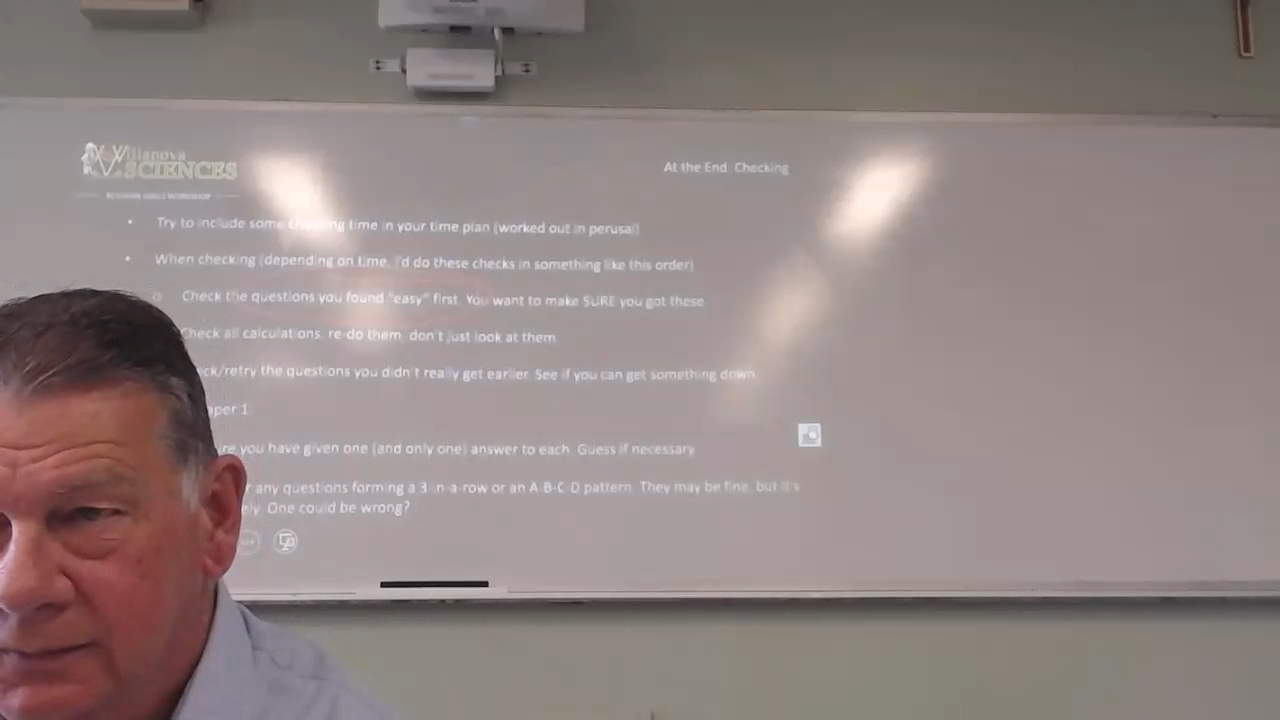 Villanova
SCIENCES
At the End: Checking
Try to include some checking time in your time plan (worked out in perusal)
When checking (depending on time, I'd do these checks in something like this order)
Check the questions you found "easy" first. You want to make SURE you got these.
Check all calculations, re-do them, don't just look at them.
ck/retry the questions you didn't really get earlier. See if you can get something down.
aper 1
re you have given one (and only one) answer to each. Guess if necessary
any questions forming a 3-in-a-row or an A-B-C-D pattern. They may be fine, but it's
ely. One could be wrong?